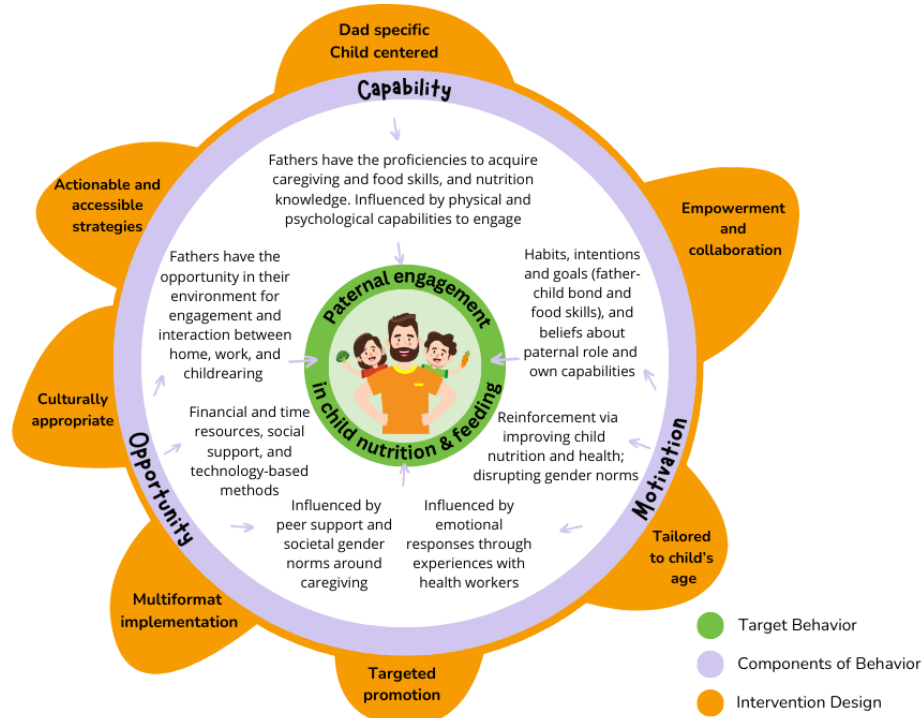 Dad specific
Child centered
Capability
Fathers have the proficiencies to acquire
caregiving and food skills, and nutrition
knowledge. Influenced by physical and
psychological capabilities to engage
Actionable and
accessible
strategies
Empowerment
and
collaboration
Fathers have the
opportunity in their
environment for
engagement and
interaction between
home, work, and
childrearing
Paternal engagement
in child nutrition & feeding
Habits, intentions
and goals (father-
child bond and
food skills), and
beliefs about
paternal role and
own capabilities
Culturally
appropriate
Opportunity
Financial and time
resources, social
support, and
technology-based
methods
Reinforcement via
improving child
nutrition and health;
disrupting gender norms
Motivation
Influenced by
peer support and
societal gender
norms around
caregiving
Influenced by
emotional
responses through
experiences with
health workers
Tailored
to child's
age
Multiformat
implementation
Targeted
promotion
Target Behavior
Components of Behavior
Intervention Design